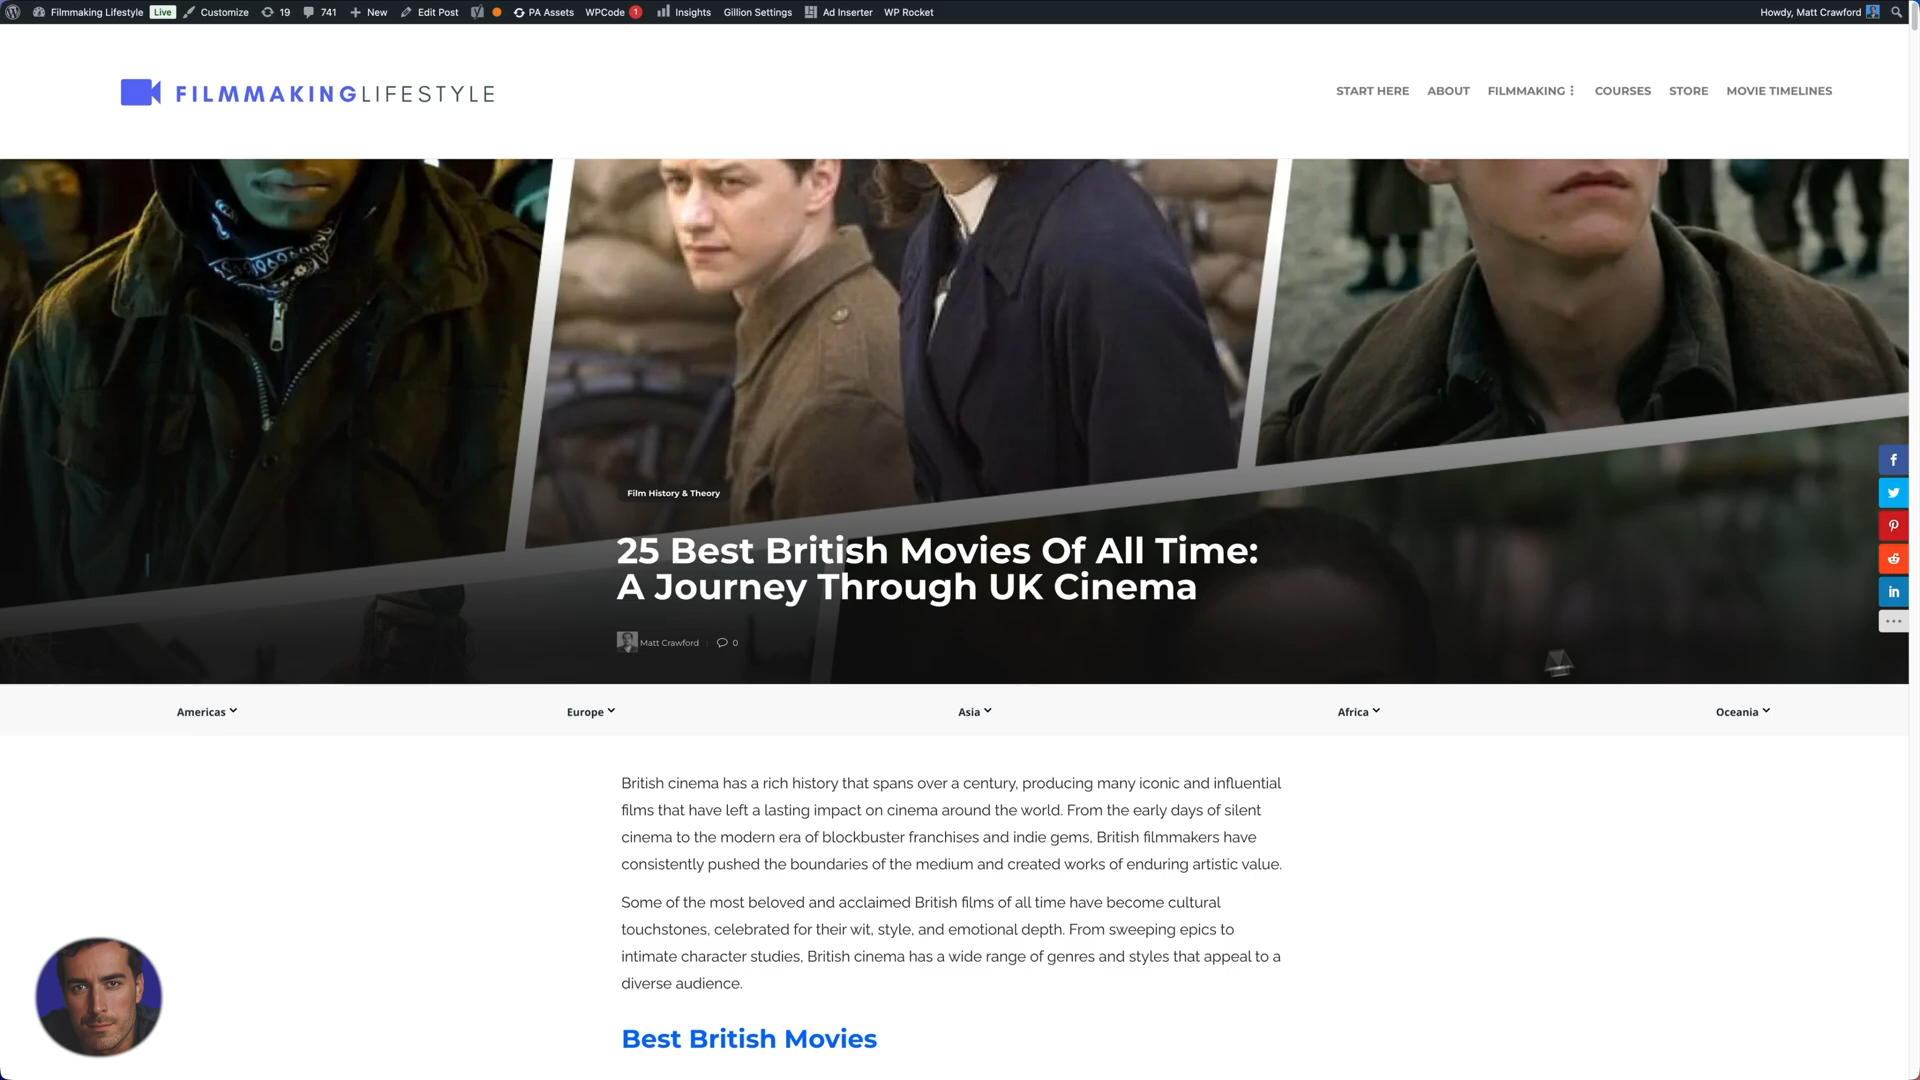 Filmmaking Lifestyle Live Customize 19 741 New Edit Post PA Assets WPCode 1 Insights Gillion Settings Ad Inserter WP Rocket Howdy, Matt Crawford
FILMMAKINGLIFESTYLE
START HERE ABOUT FILMMAKING COURSES STORE MOVIE TIMELINES
Film History & Theory
25 Best British Movies Of All Time:
A Journey Through UK Cinema
Matt Crawford 0
Americas Europe Asia Africa Oceania
British cinema has a rich history that spans over a century, producing many iconic and influential
films that have left a lasting impact on cinema around the world. From the early days of silent
cinema to the modern era of blockbuster franchises and indie gems, British filmmakers have
consistently pushed the boundaries of the medium and created works of enduring artistic value.
Some of the most beloved and acclaimed British films of all time have become cultural
touchstones, celebrated for their wit, style, and emotional depth. From sweeping epics to
intimate character studies, British cinema has a wide range of genres and styles that appeal to a
diverse audience.
Best British Movies